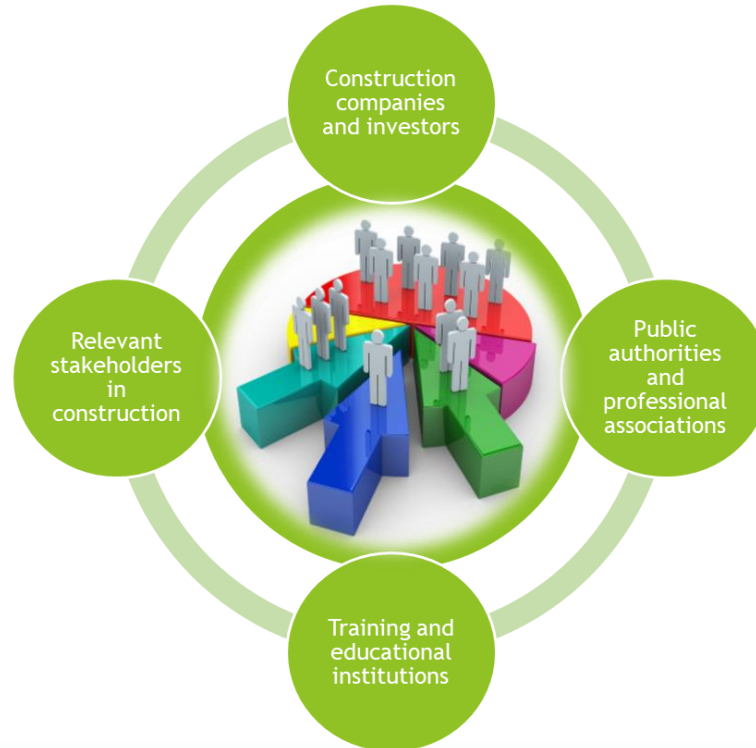 Construction
companies
and investors
Relevant
stakeholders
in
construction
Public
authorities
and
professional
associations
Training and
educational
institutions